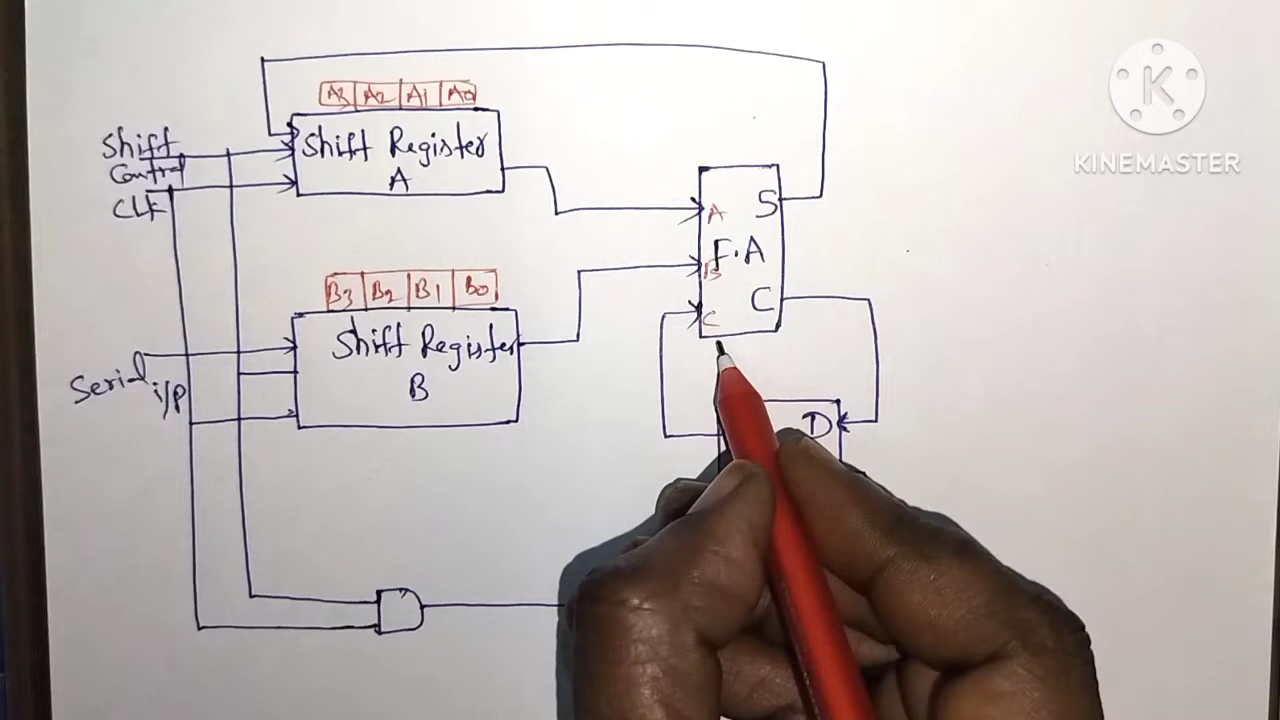 A3 A2 A1 A0
Shift Register
A
Shift
Control
CLK
A S
F.A
B
C
C
B3 B2 B1 B0
Shift Register
B
Serial
i/p
D
K
KINEMASTER